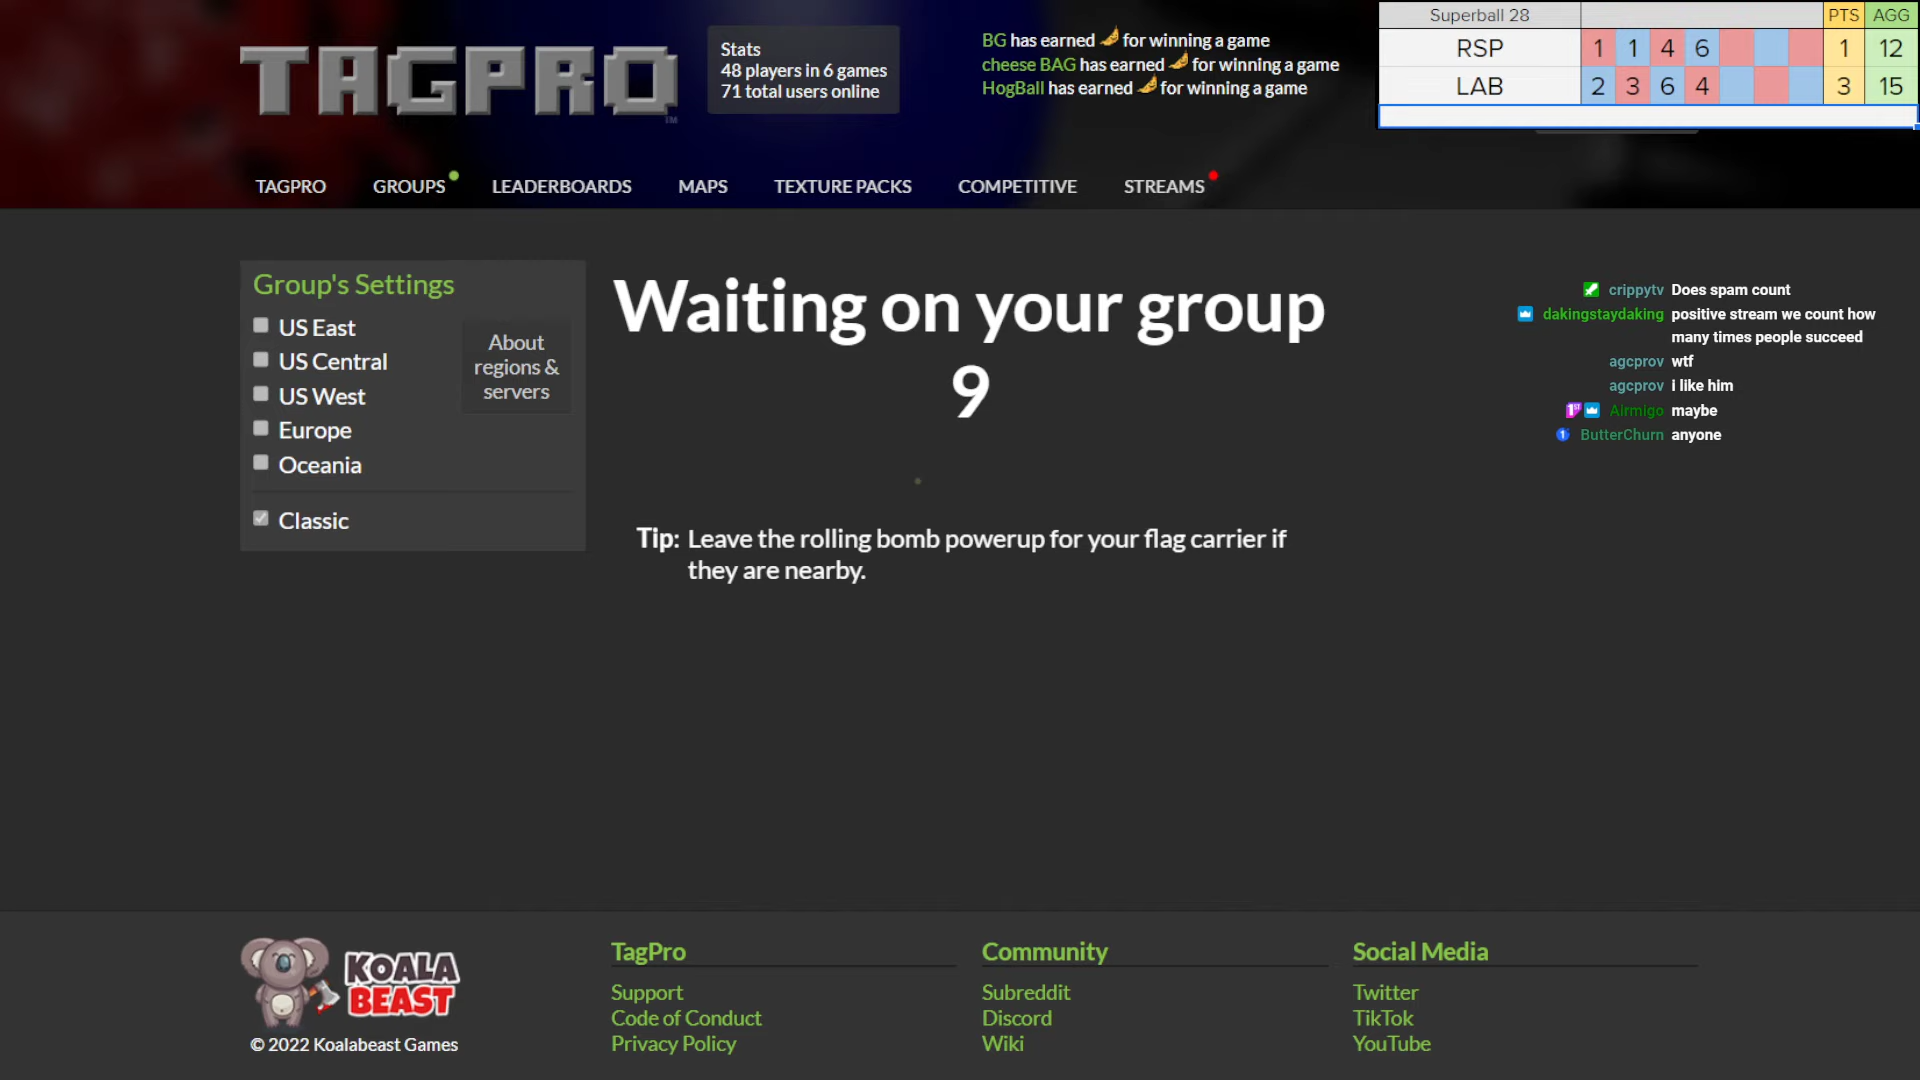 TAGPRO
TM
Stats
48 players in 6 games
71 total users online
BG has earned for winning a game
cheese BAG has earned for winning a game
HogBall has earned for winning a game
Superball 28 PTS AGG
RSP 1 1 4 6 1 12
LAB 2 3 6 4 3 15
TAGPRO GROUPS LEADERBOARDS MAPS TEXTURE PACKS COMPETITIVE STREAMS
Group's Settings
US East
US Central
US West
Europe
Oceania
Classic
About
regions &
servers
Waiting on your group
9
Tip: Leave the rolling bomb powerup for your flag carrier if
they are nearby.
crippytv Does spam count
dakingstaydaking positive stream we count how
many times people succeed
agcprov wtf
agcprov i like him
1ST Airmigo maybe
1 ButterChurn anyone
KOALA
BEAST
© 2022 Koalabeast Games
TagPro
Support
Code of Conduct
Privacy Policy
Community
Subreddit
Discord
Wiki
Social Media
Twitter
TikTok
YouTube